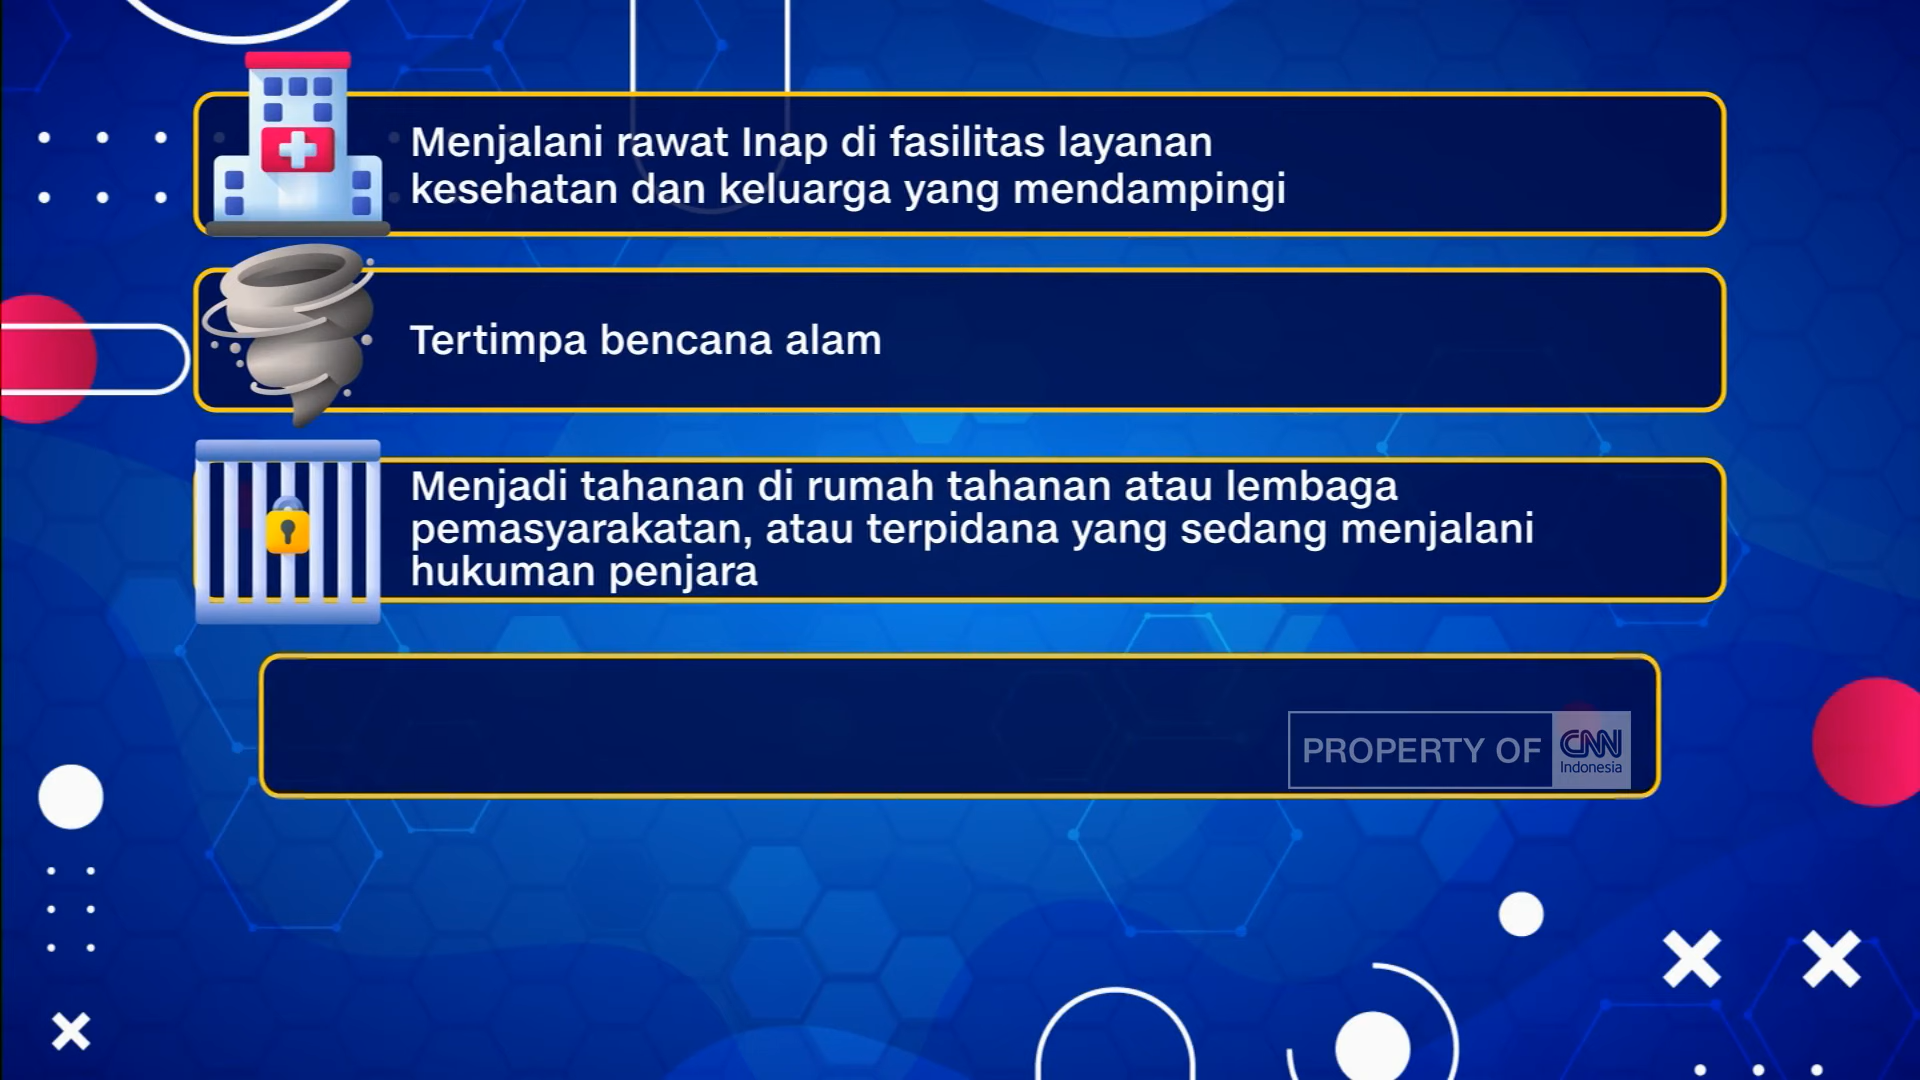 Menjalani rawat Inap di fasilitas layanan
kesehatan dan keluarga yang mendampingi
Tertimpa bencana alam
Menjadi tahanan di rumah tahanan atau lembaga
pemasyarakatan, atau terpidana yang sedang menjalani
hukuman penjara
PROPERTY OF CNN Indonesia